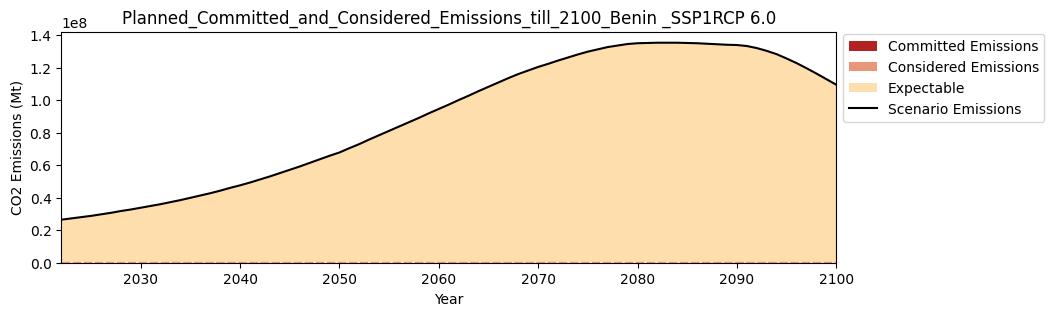 Planned_Committed_and_Considered_Emissions_till_2100_Benin _SSP1RCP 6.0
1e8
1.4
1.2
1.0
0.8
0.6
0.4
0.2
0.0
CO2 Emissions (Mt)
2030
2040
2050
2060
2070
2080
2090
2100
Year
Committed Emissions
Considered Emissions
Expectable
Scenario Emissions